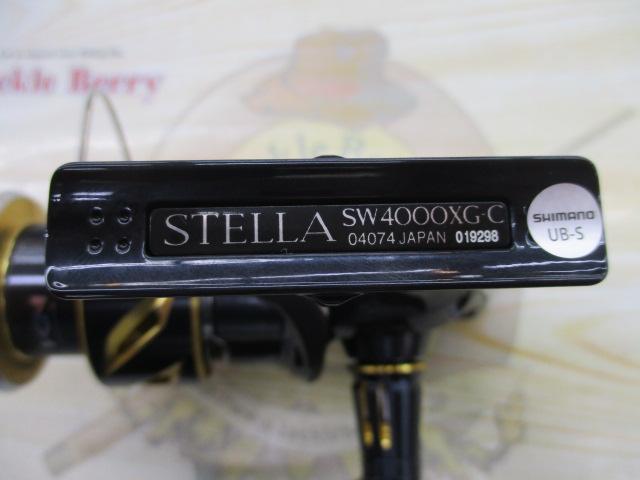 ckle Berry
STELLA SW4000XG-C
04074 JAPAN 019298
SHIMANO
UB-S